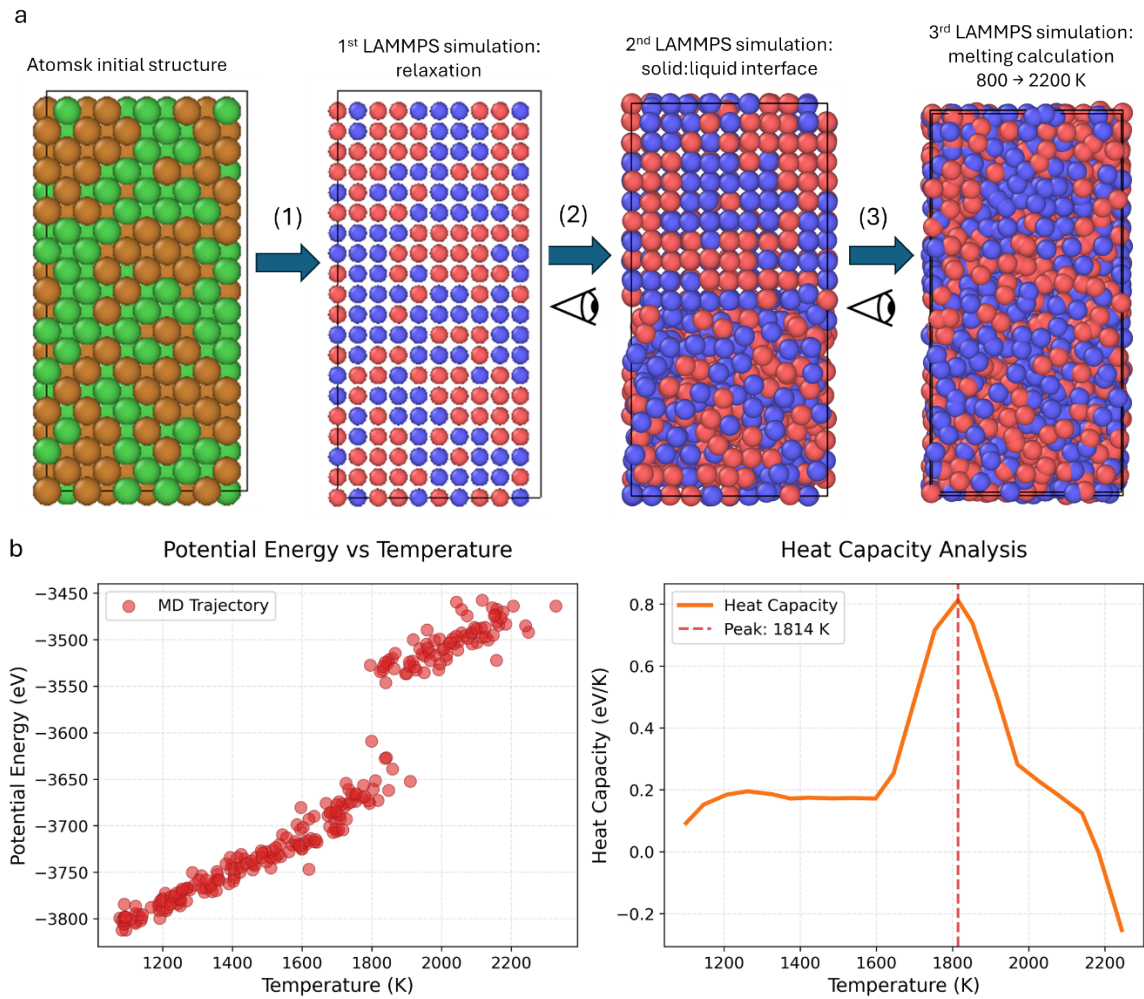 a
Atomsk initial structure
1st LAMMPS simulation:
relaxation
2nd LAMMPS simulation:
solid:liquid interface
3rd LAMMPS simulation:
melting calculation
800 → 2200 K
(1)
(2)
(3)
b
Potential Energy vs Temperature
MD Trajectory
Potential Energy (eV)
−3450
−3500
−3550
−3600
−3650
−3700
−3750
−3800
1200
1400
1600
1800
2000
2200
Temperature (K)
Heat Capacity Analysis
Heat Capacity
Peak: 1814 K
Heat Capacity (eV/K)
0.8
0.6
0.4
0.2
0.0
−0.2
1200
1400
1600
1800
2000
2200
Temperature (K)